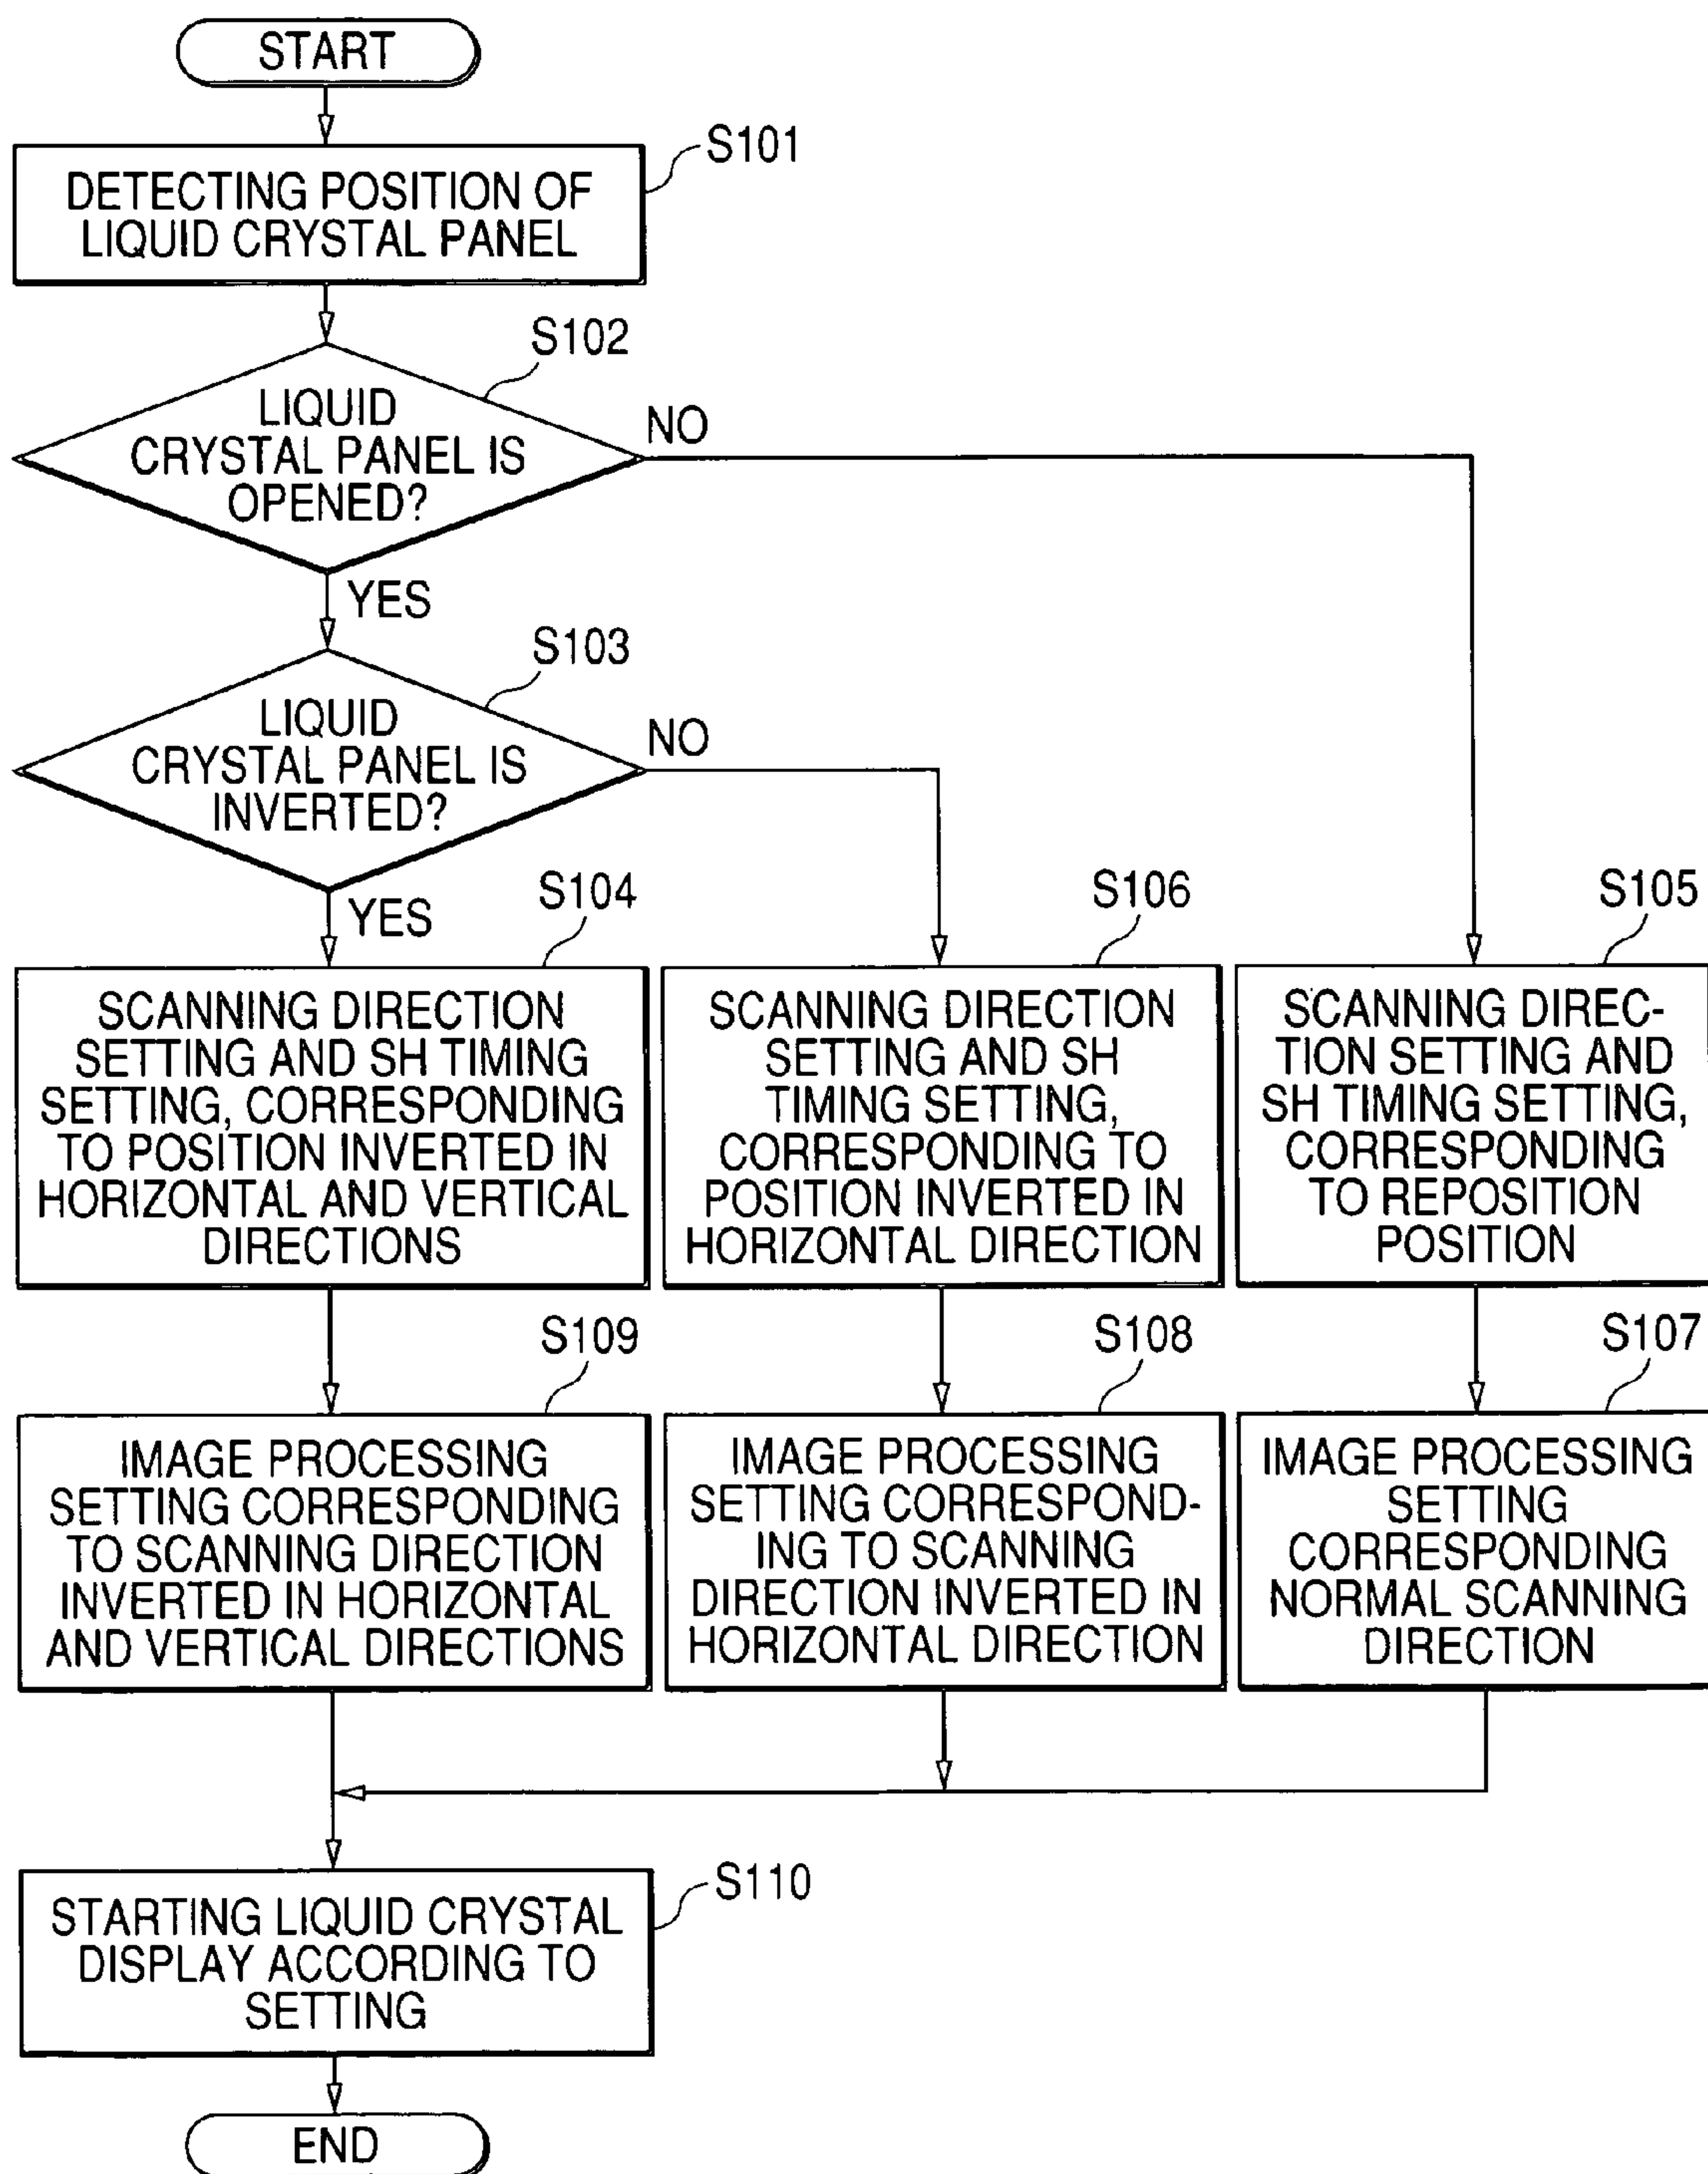 START
S101
DETECTING POSITION OF
LIQUID CRYSTAL PANEL
S102
LIQUID
CRYSTAL PANEL IS
OPENED?
NO
YES
S103
LIQUID
CRYSTAL PANEL IS
INVERTED?
NO
YES
S104
SCANNING DIRECTION
SETTING AND SH TIMING
SETTING, CORRESPONDING
TO POSITION INVERTED IN
HORIZONTAL AND VERTICAL
DIRECTIONS
S106
SCANNING DIRECTION
SETTING AND SH
TIMING SETTING,
CORRESPONDING TO
POSITION INVERTED IN
HORIZONTAL DIRECTION
S105
SCANNING DIREC-
TION SETTING AND
SH TIMING SETTING,
CORRESPONDING
TO REPOSITION
POSITION
S109
IMAGE PROCESSING
SETTING CORRESPONDING
TO SCANNING DIRECTION
INVERTED IN HORIZONTAL
AND VERTICAL DIRECTIONS
S108
IMAGE PROCESSING
SETTING CORRESPOND-
ING TO SCANNING
DIRECTION INVERTED IN
HORIZONTAL DIRECTION
S107
IMAGE PROCESSING
SETTING
CORRESPONDING
NORMAL SCANNING
DIRECTION
S110
STARTING LIQUID CRYSTAL
DISPLAY ACCORDING TO
SETTING
END